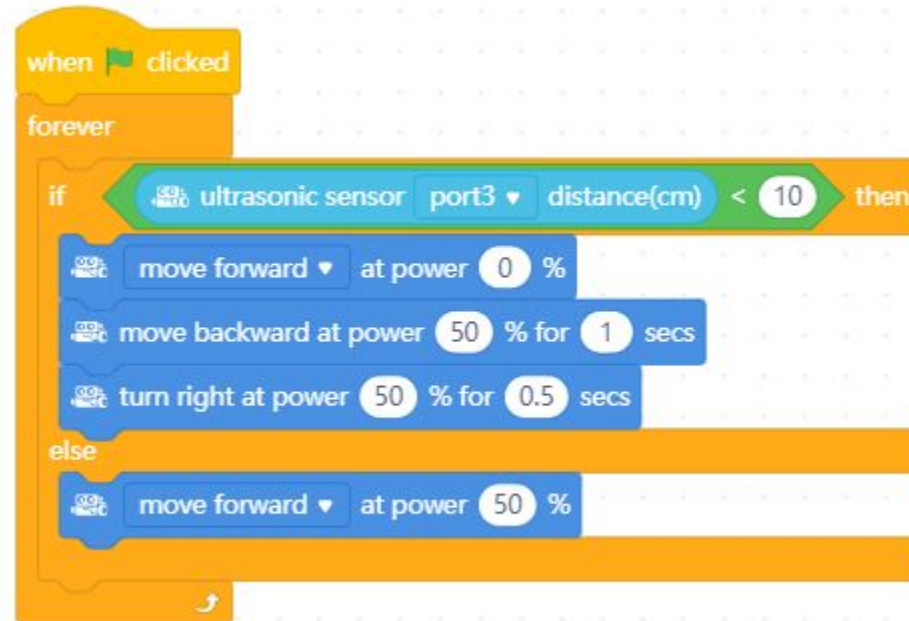 when clicked
forever
if ultrasonic sensor port3 distance(cm) < 10 then
move forward at power 0 %
move backward at power 50 % for 1 secs
turn right at power 50 % for 0.5 secs
else
move forward at power 50 %